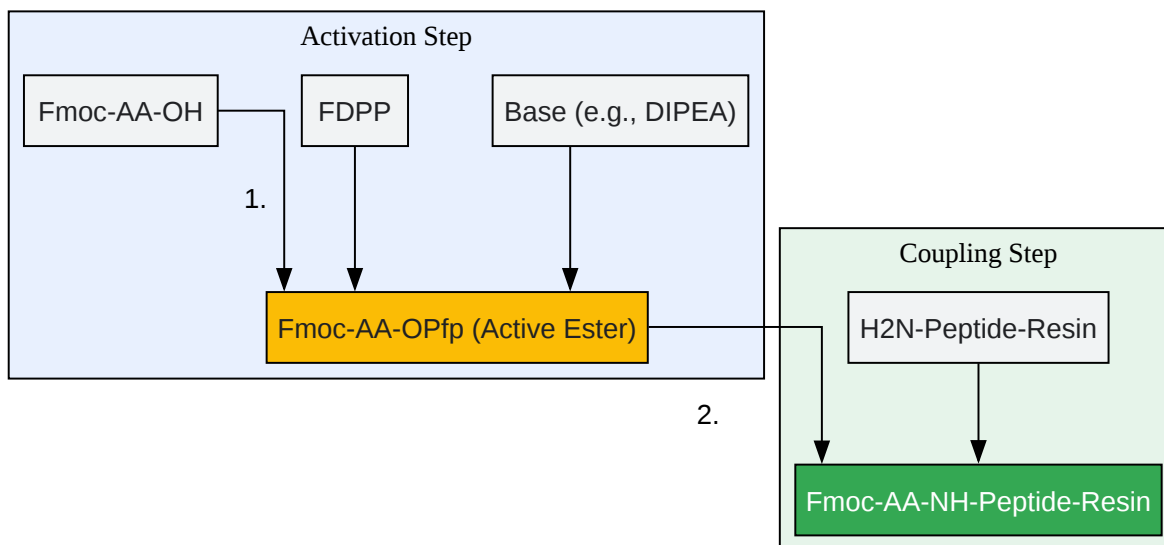 Activation Step
Fmoc-AA-OH
FDPP
Base (e.g., DIPEA)
1.
Fmoc-AA-OPfp (Active Ester)
Coupling Step
H2N-Peptide-Resin
2.
Fmoc-AA-NH-Peptide-Resin